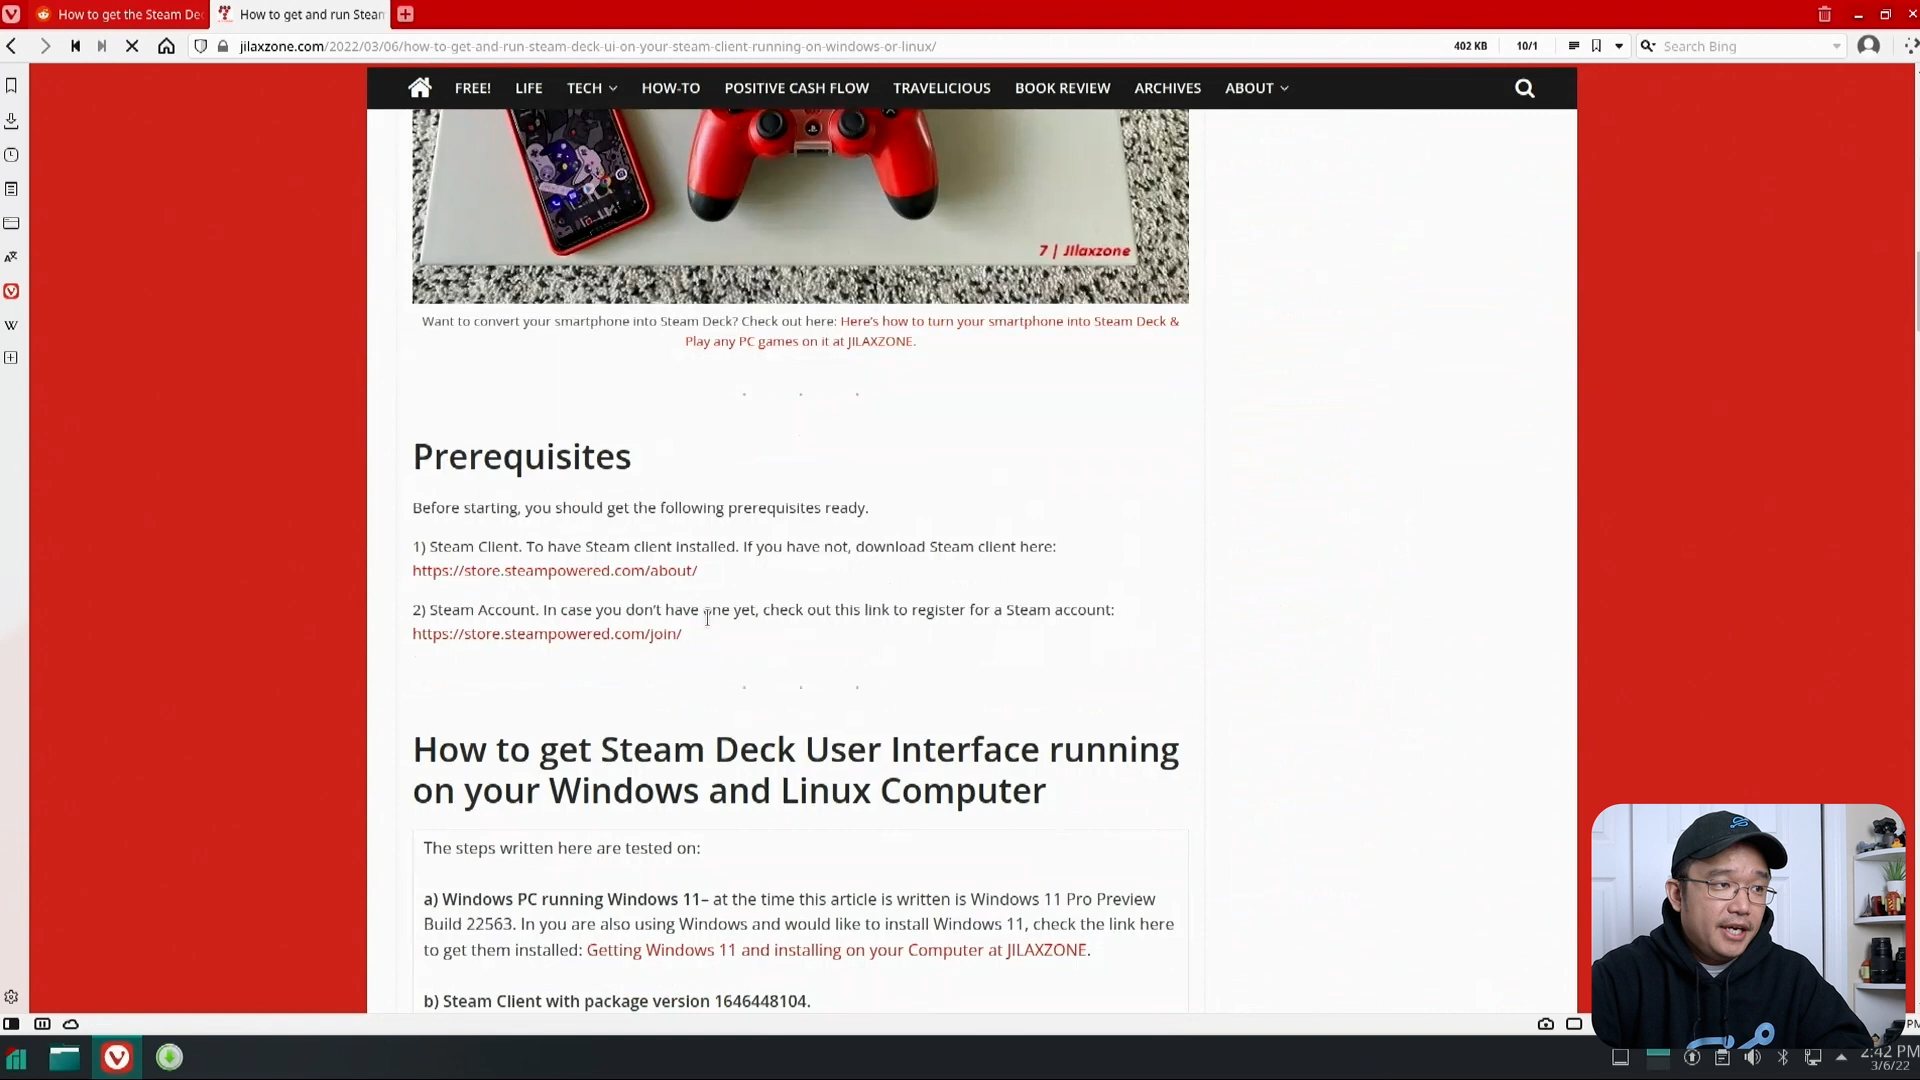 How to get the Steam De
How to get and run Steam
jilaxzone.com/2022/03/06/how-to-get-and-run-steam-deck-ui-on-your-steam-client-running-on-windows-or-linux/
402 KB
10/1
Search Bing
FREE!
LIFE
TECH
HOW-TO
POSITIVE CASH FLOW
TRAVELICIOUS
BOOK REVIEW
ARCHIVES
ABOUT
7 | JIlaxzone
Want to convert your smartphone into Steam Deck? Check out here: Here's how to turn your smartphone into Steam Deck &
Play any PC games on it at JILAXZONE.
Prerequisites
Before starting, you should get the following prerequisites ready.
1) Steam Client. To have Steam client installed. If you have not, download Steam client here:
https://store.steampowered.com/about/
2) Steam Account. In case you don't have one yet, check out this link to register for a Steam account:
https://store.steampowered.com/join/
How to get Steam Deck User Interface running
on your Windows and Linux Computer
The steps written here are tested on:
a) Windows PC running Windows 11– at the time this article is written is Windows 11 Pro Preview
Build 22563. In you are also using Windows and would like to install Windows 11, check the link here
to get them installed: Getting Windows 11 and installing on your Computer at JILAXZONE.
b) Steam Client with package version 1646448104.
2:42 PM
3/6/22